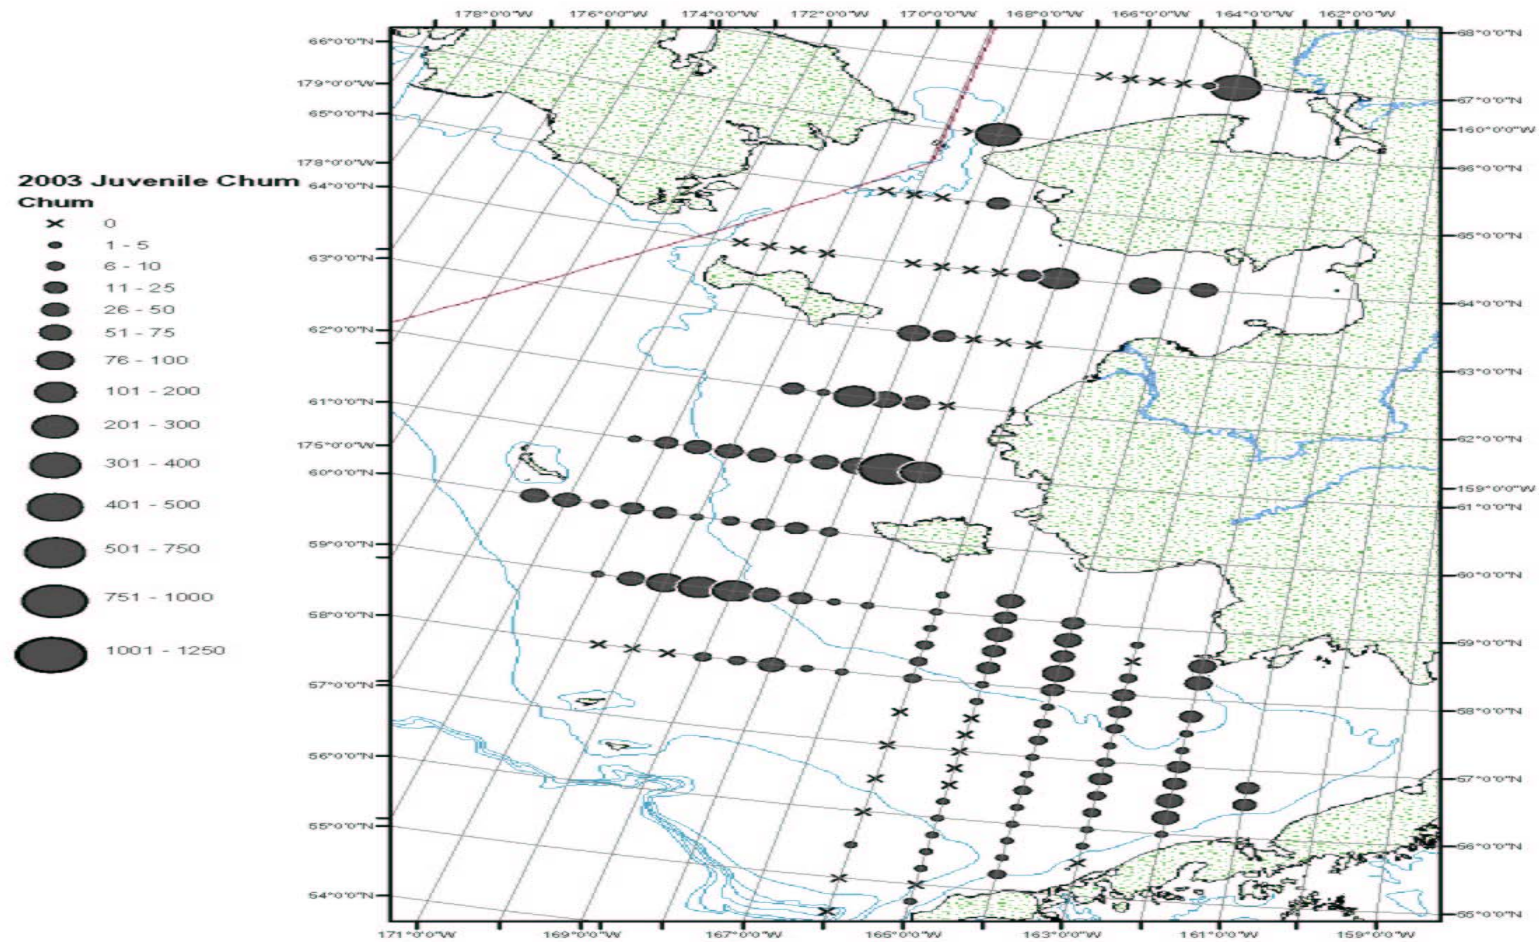 178°0'0"W 176°0'0"W 174°0'0"W 172°0'0"W 170°0'0"W 168°0'0"W 166°0'0"W 164°0'0"W 162°0'0"W
66°0'0"N
179°0'0"W
65°0'0"N
178°0'0"W
64°0'0"N
63°0'0"N
62°0'0"N
61°0'0"N
175°0'0"W
60°0'0"N
59°0'0"N
58°0'0"N
57°0'0"N
56°0'0"N
55°0'0"N
54°0'0"N
2003 Juvenile Chum
Chum
0
1 - 5
6 - 10
11 - 25
26 - 50
51 - 75
76 - 100
101 - 200
201 - 300
301 - 400
401 - 500
501 - 750
751 - 1000
1001 - 1250
68°0'0"N
67°0'0"N
160°0'0"W
66°0'0"N
65°0'0"N
64°0'0"N
63°0'0"N
62°0'0"N
159°0'0"W
61°0'0"N
60°0'0"N
59°0'0"N
58°0'0"N
57°0'0"N
56°0'0"N
55°0'0"N
171°0'0"W 169°0'0"W 167°0'0"W 165°0'0"W 163°0'0"W 161°0'0"W 159°0'0"W